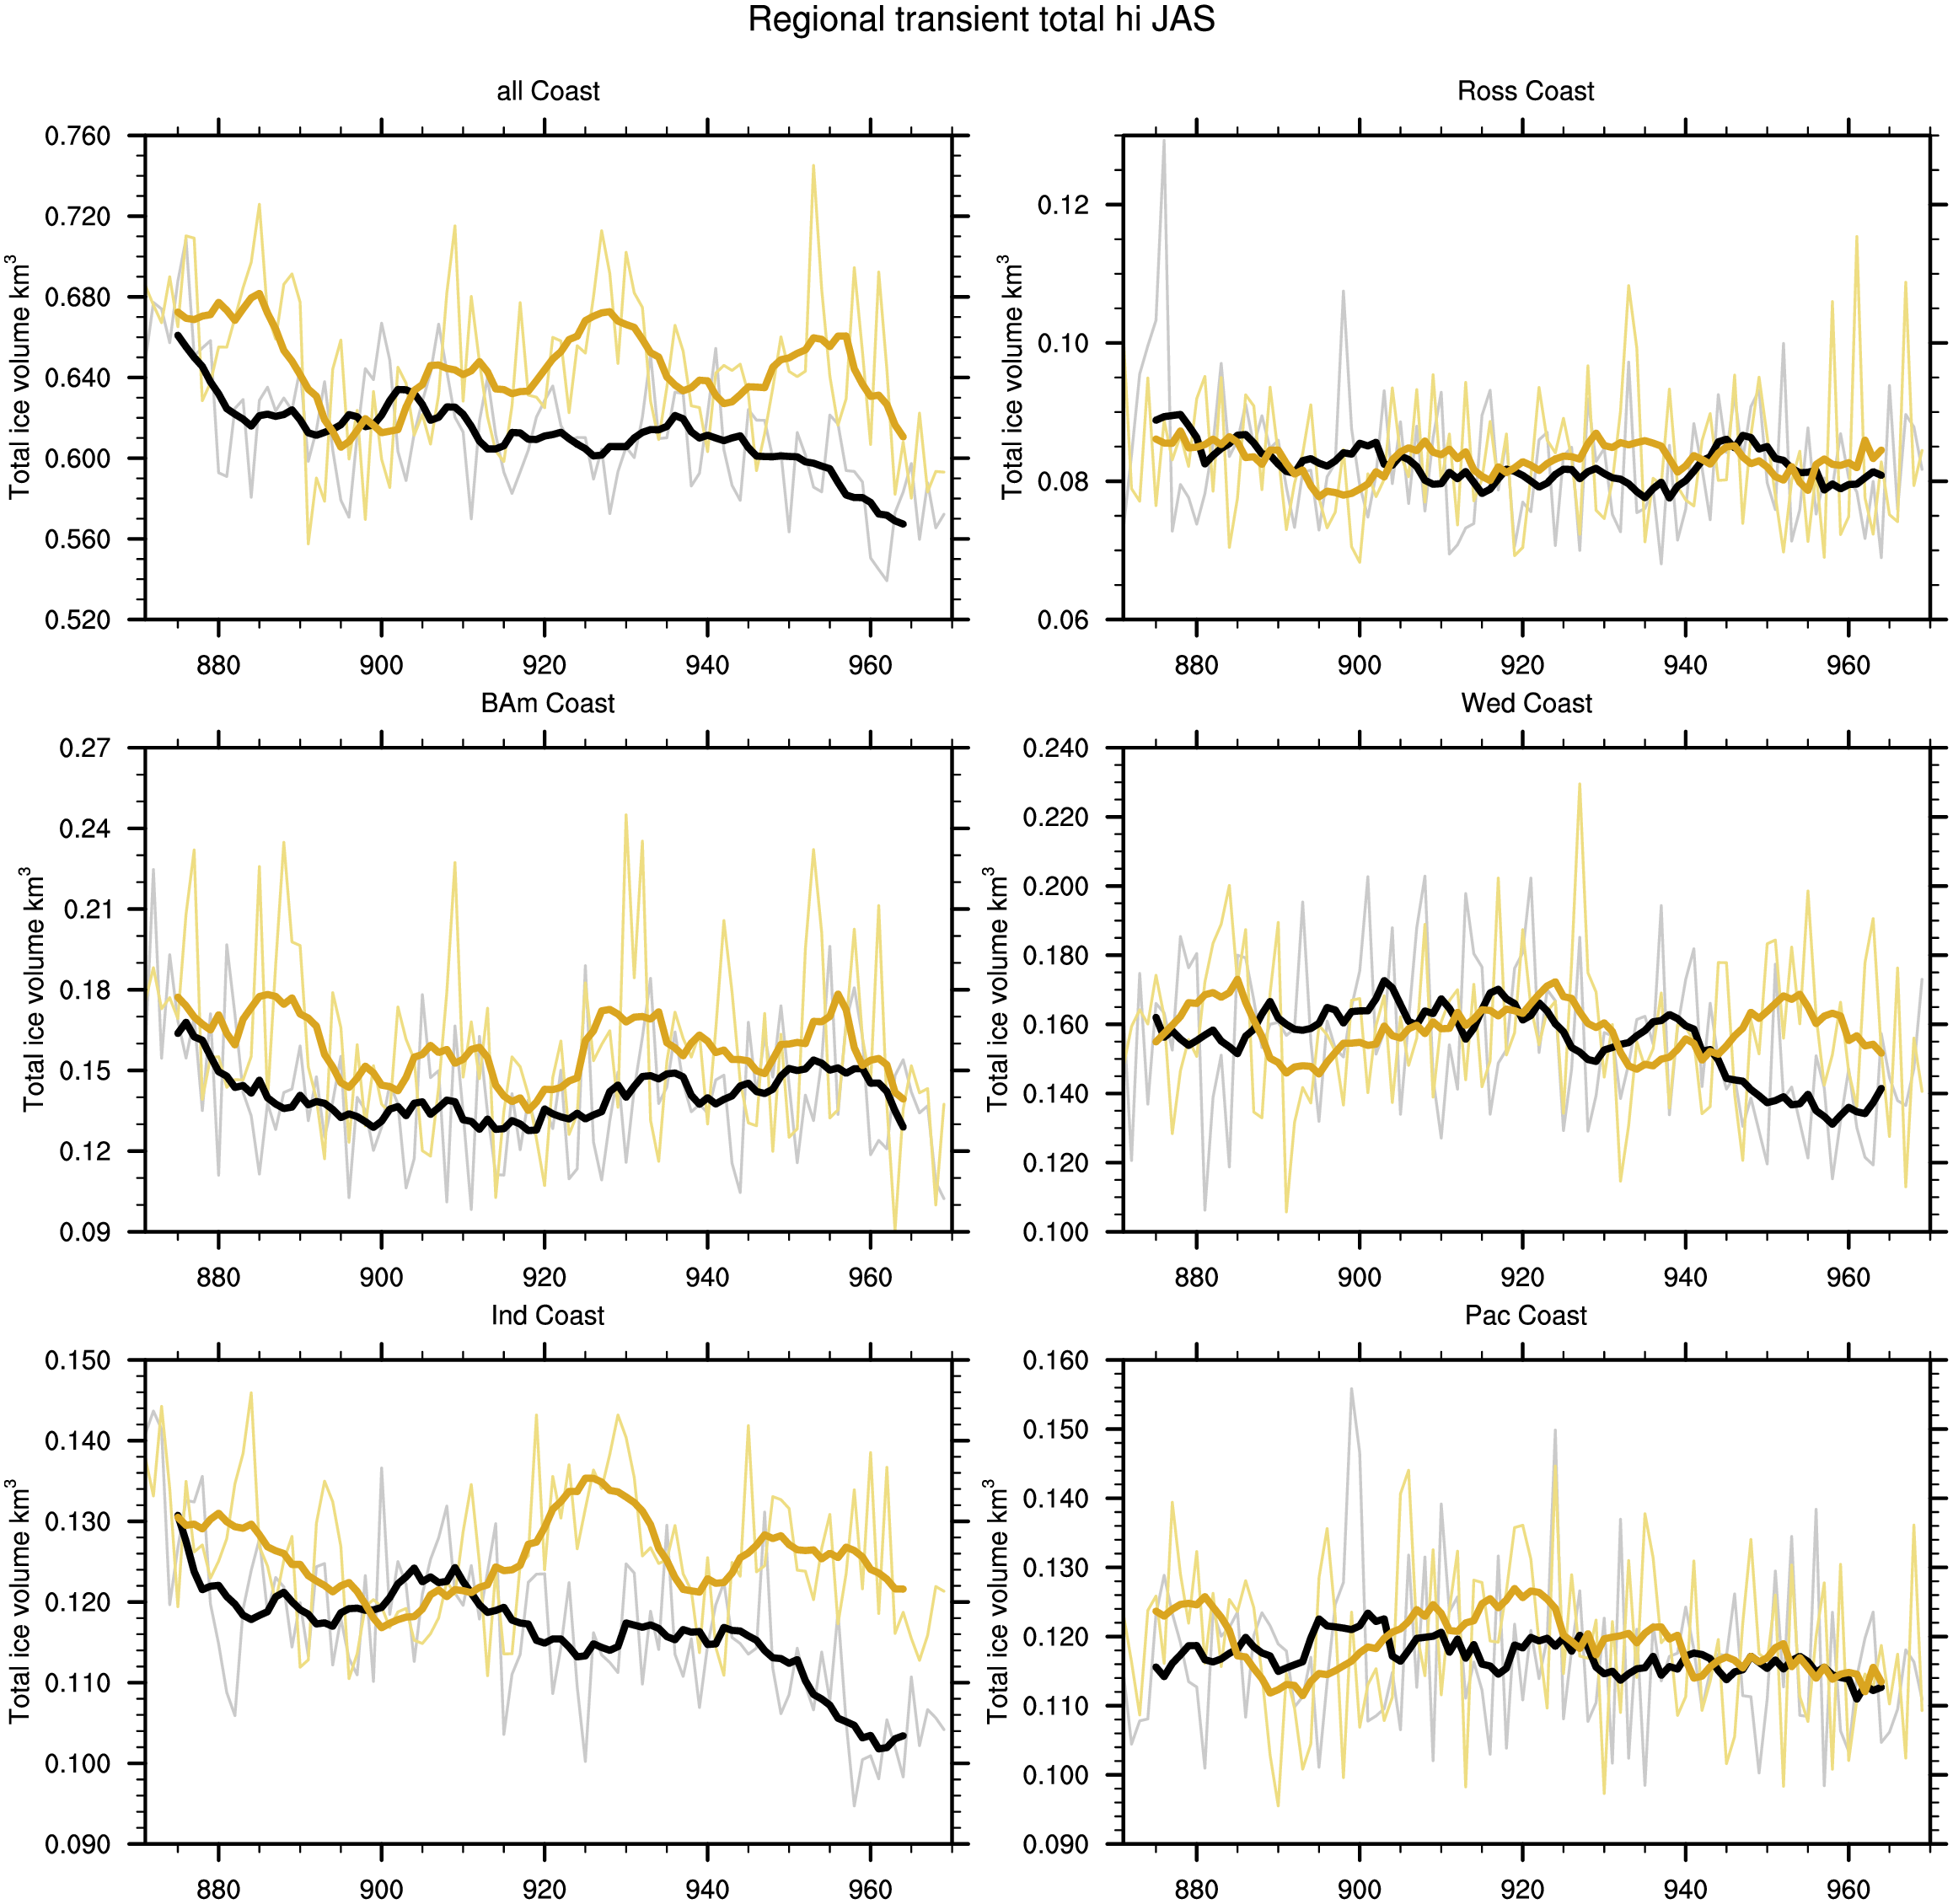 Regional transient total hi JAS
all Coast
Total ice volume km³
0.760
0.720
0.680
0.640
0.600
0.560
0.520
880 900 920 940 960
Ross Coast
Total ice volume km³
0.12
0.10
0.08
0.06
880 900 920 940 960
BAm Coast
Total ice volume km³
0.27
0.24
0.21
0.18
0.15
0.12
0.09
880 900 920 940 960
Wed Coast
Total ice volume km³
0.240
0.220
0.200
0.180
0.160
0.140
0.120
0.100
880 900 920 940 960
Ind Coast
Total ice volume km³
0.150
0.140
0.130
0.120
0.110
0.100
0.090
880 900 920 940 960
Pac Coast
Total ice volume km³
0.160
0.150
0.140
0.130
0.120
0.110
0.100
0.090
880 900 920 940 960